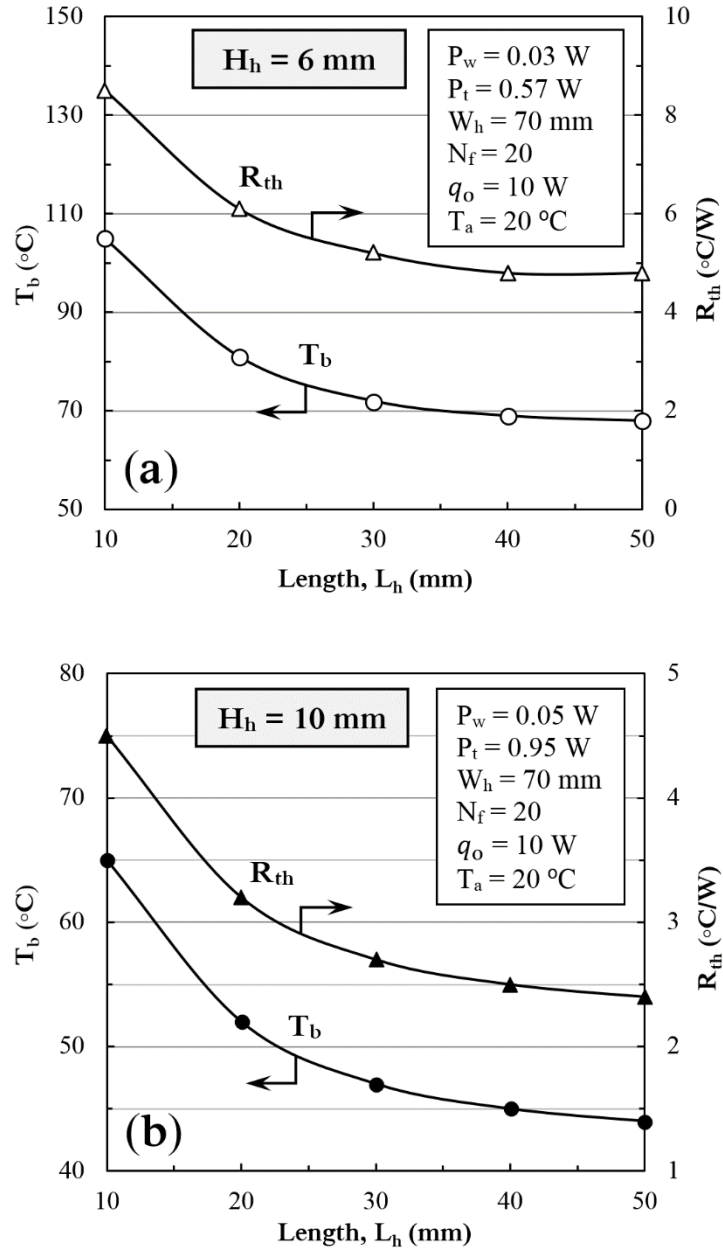 150
130
110
90
70
50
T_b (°C)
H_h = 6 mm
P_w = 0.03 W
P_t = 0.57 W
W_h = 70 mm
N_f = 20
q_o = 10 W
T_a = 20 °C
R_th
T_b
(a)
10
8
6
4
2
0
R_th (°C/W)
10 20 30 40 50
Length, L_h (mm)
80
70
60
50
40
T_b (°C)
H_h = 10 mm
P_w = 0.05 W
P_t = 0.95 W
W_h = 70 mm
N_f = 20
q_o = 10 W
T_a = 20 °C
R_th
T_b
(b)
5
4
3
2
1
R_th (°C/W)
10 20 30 40 50
Length, L_h (mm)